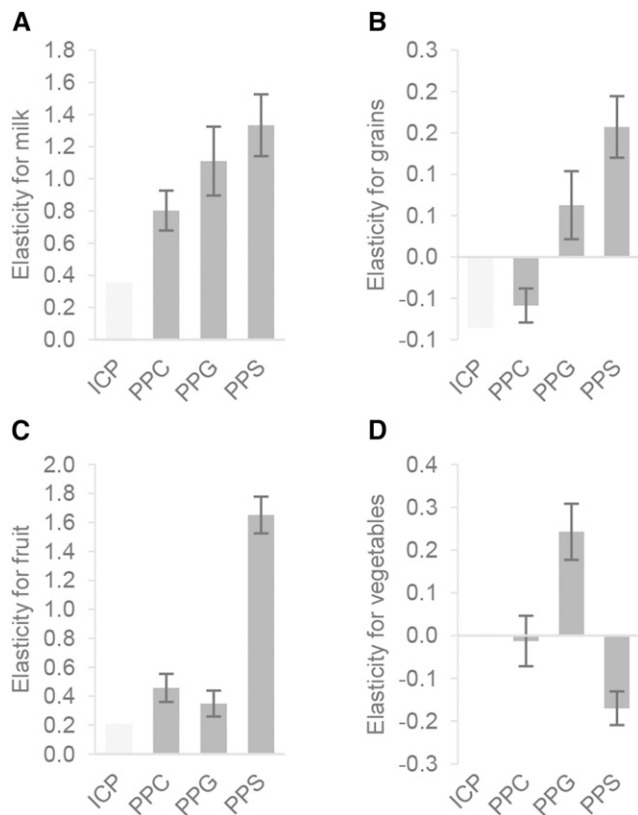 A
Elasticity for milk
1.8
1.6
1.4
1.2
1.0
0.8
0.6
0.4
0.2
0.0
ICP
PPC
PPG
PPS
B
Elasticity for grains
0.3
0.2
0.2
0.1
0.1
0.0
-0.1
-0.1
ICP
PPC
PPG
PPS
C
Elasticity for fruit
2.0
1.8
1.6
1.4
1.2
1.0
0.8
0.6
0.4
0.2
0.0
ICP
PPC
PPG
PPS
D
Elasticity for vegetables
0.4
0.3
0.2
0.1
0.0
-0.1
-0.2
-0.3
ICP
PPC
PPG
PPS